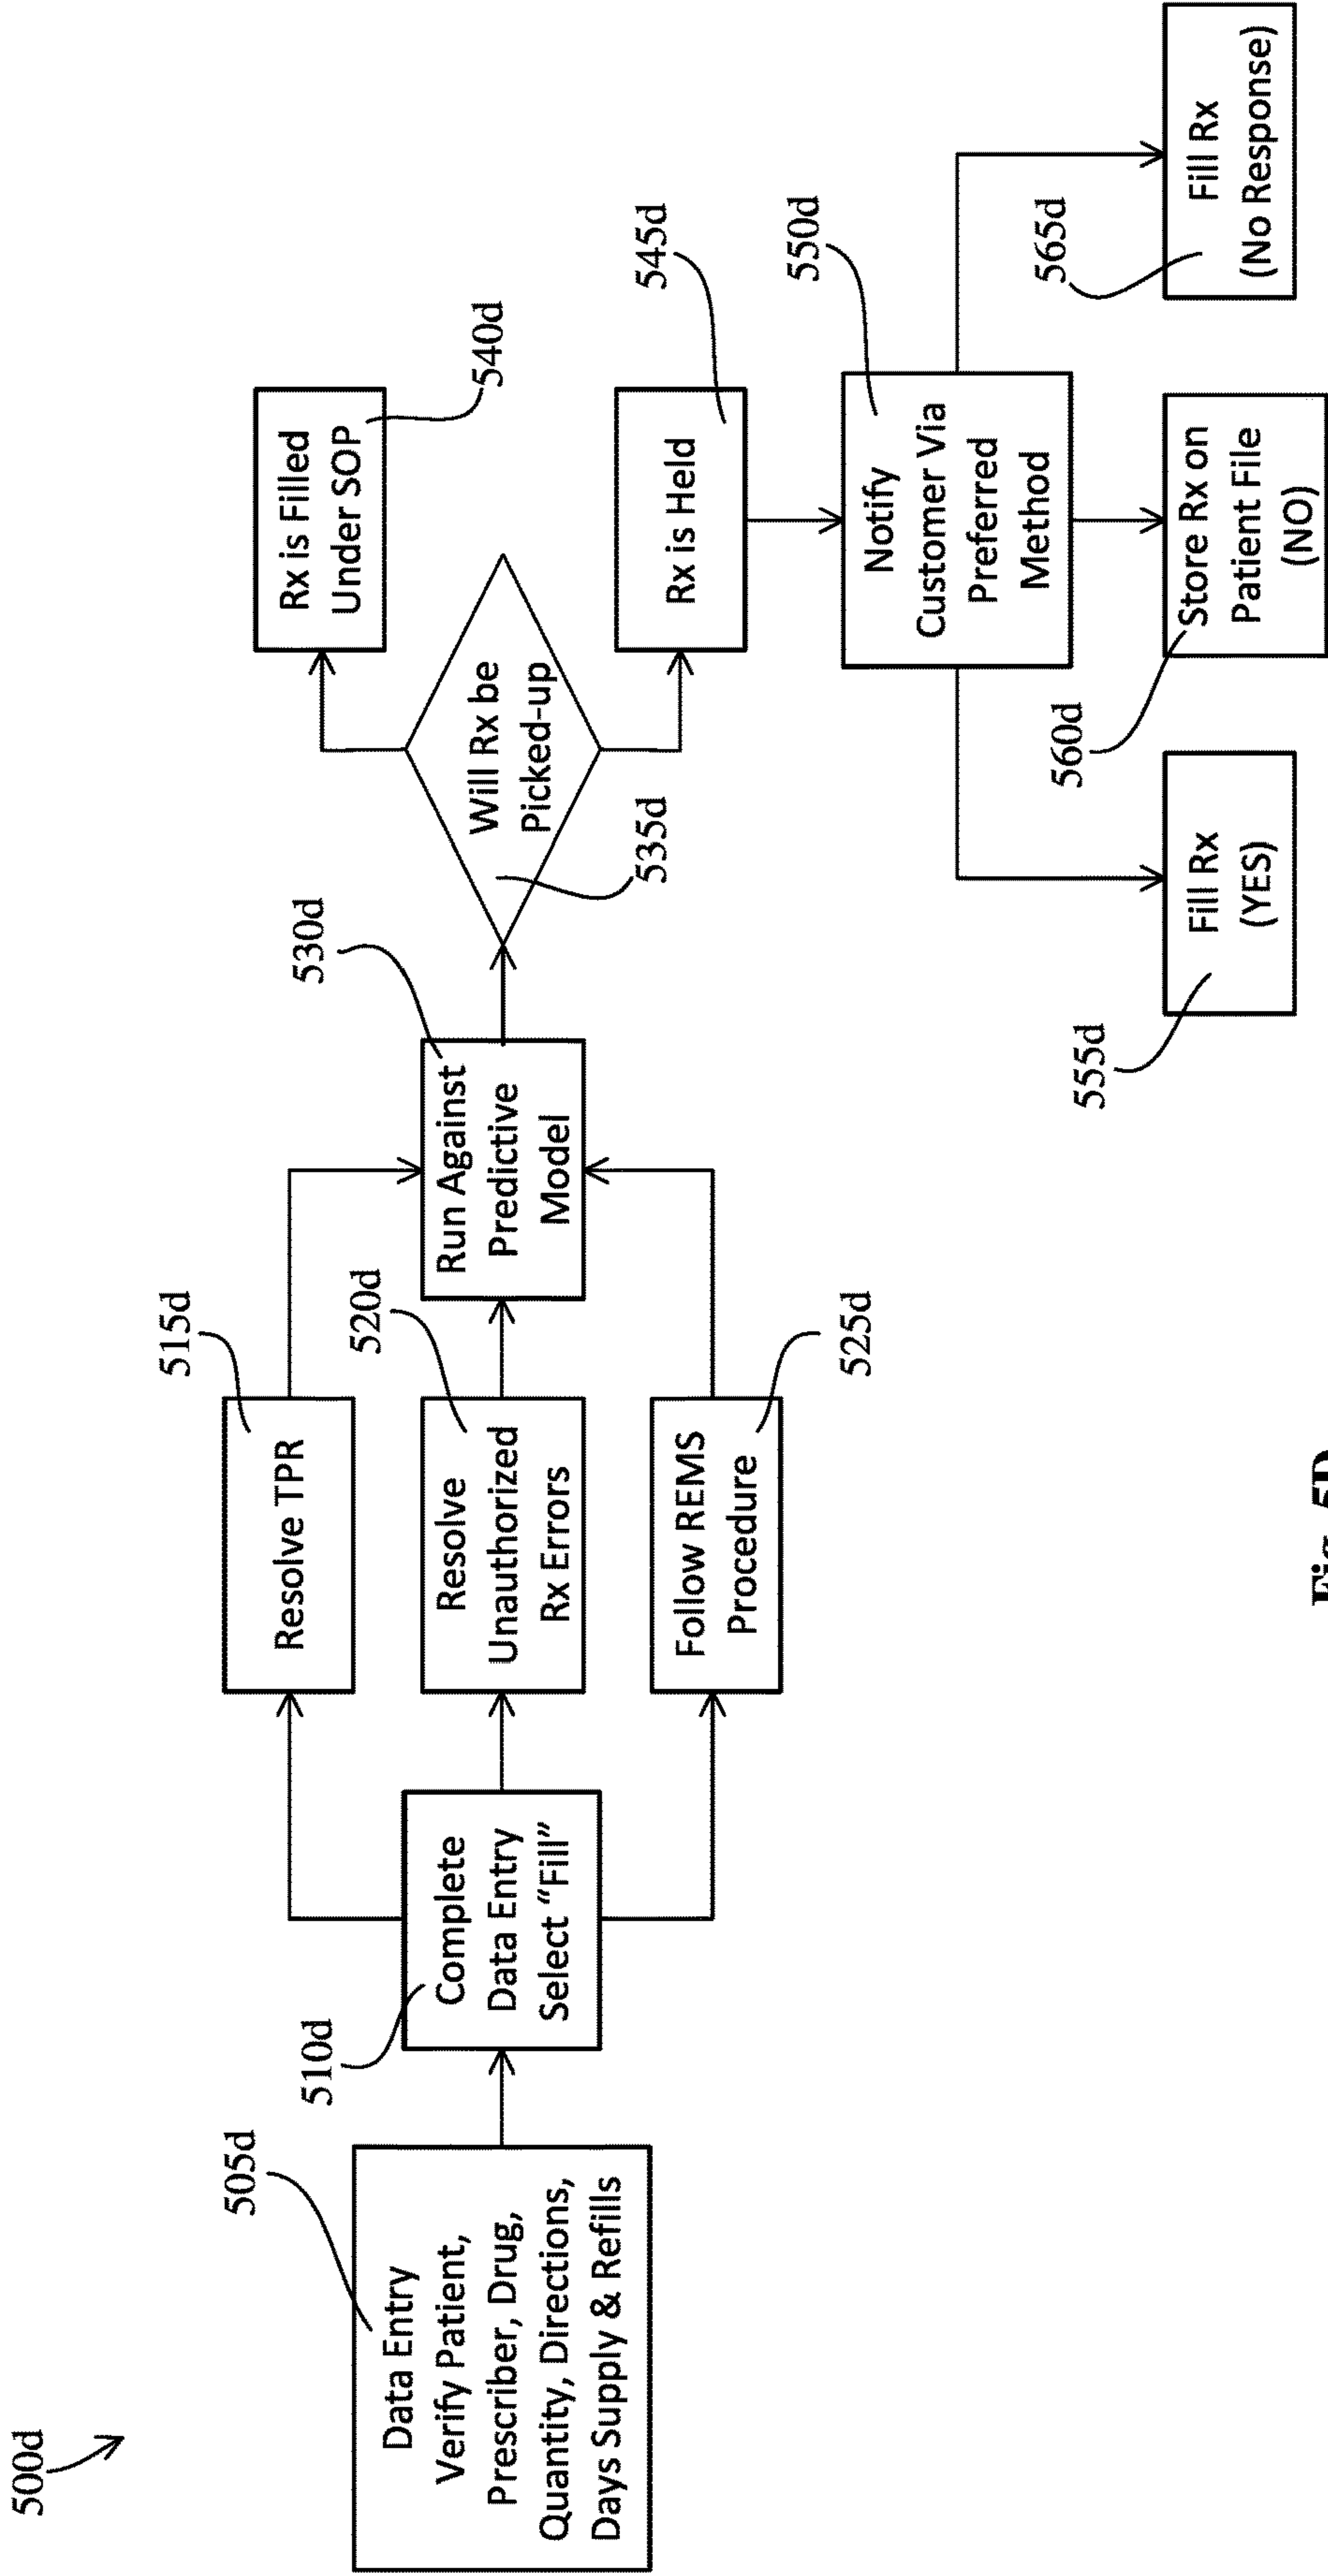 500d
505d
Data Entry
Verify Patient,
Prescriber, Drug,
Quantity, Directions,
Days Supply & Refills
510d
Complete
Data Entry
Select “Fill”
515d
Resolve TPR
520d
Resolve
Unauthorized
Rx Errors
525d
Follow REMS
Procedure
530d
Run Against
Predictive
Model
535d
Will Rx be
Picked-up
540d
Rx is Filled
Under SOP
545d
Rx is Held
550d
Notify
Customer Via
Preferred
Method
555d
Fill Rx
(YES)
560d
Store Rx on
Patient File
(NO)
565d
Fill Rx
(No Response)
Fig. 5D